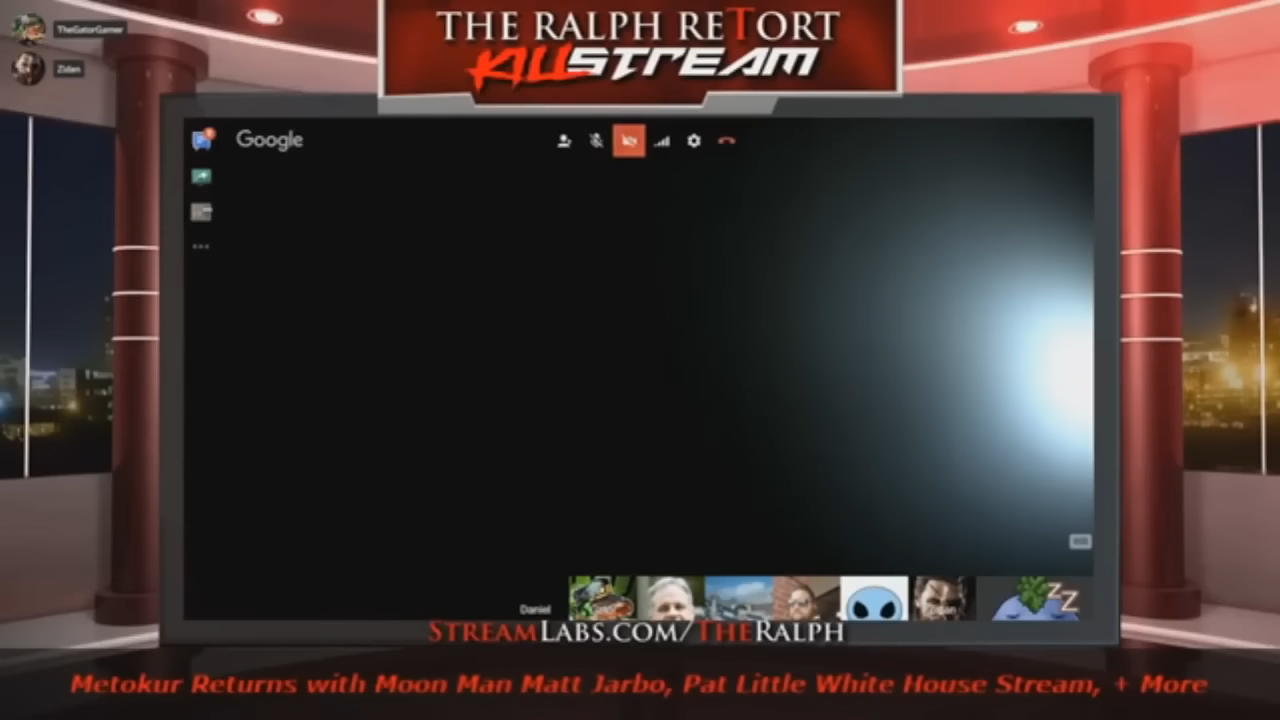 TheGatorGamer
Zidan
THE RALPH RETORT
KILLSTREAM
Google
Daniel
Zidan
Z Z
STREAMLABS.COM/THERALPH
Metokur Returns with Moon Man Matt Jarbo, Pat Little White House Stream, + More